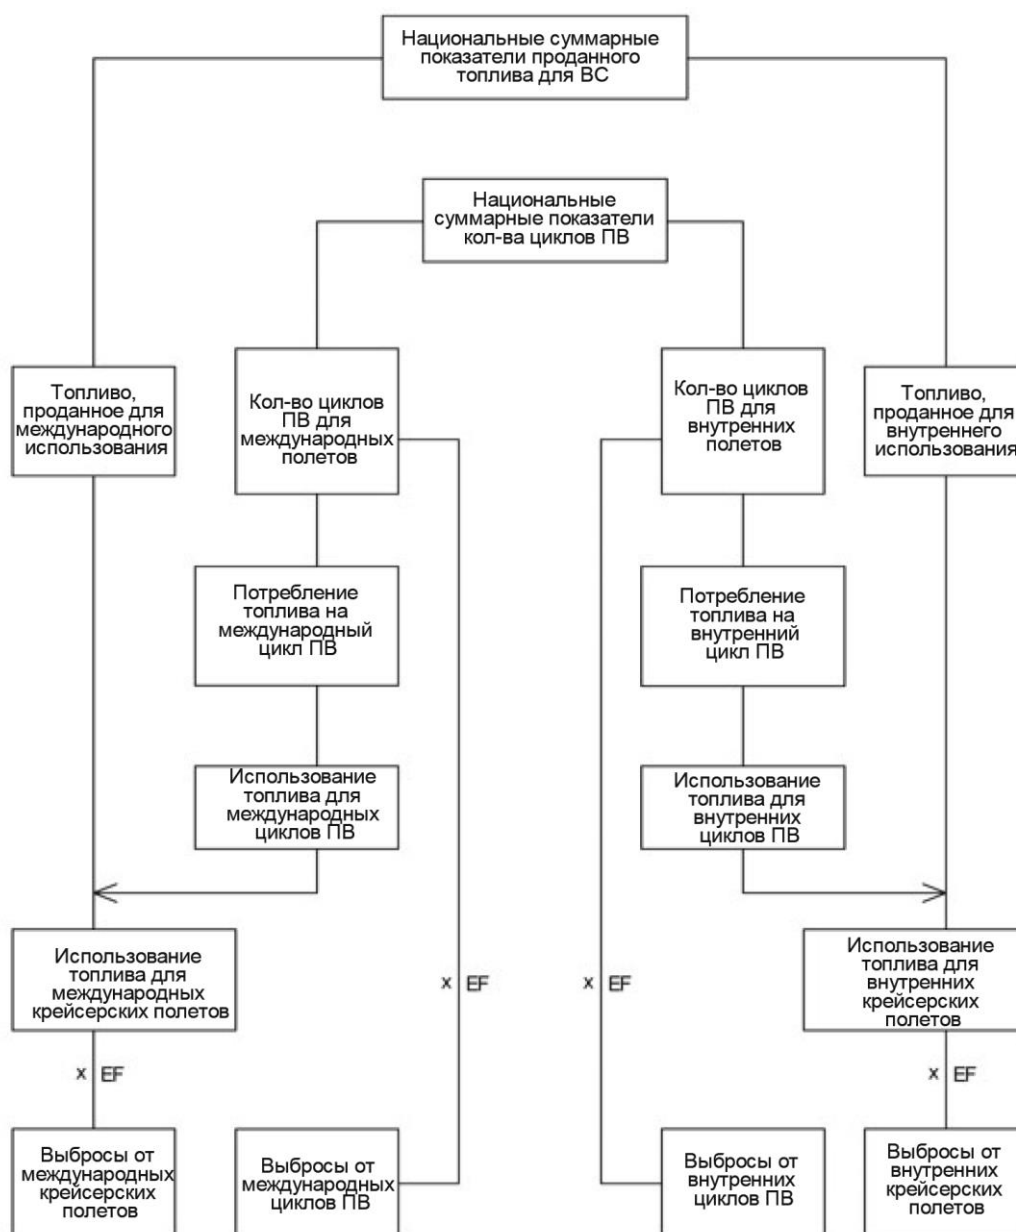 Национальные суммарные
показатели проданного
топлива для ВС
Национальные
суммарные показатели
кол-ва циклов ПВ
Топливо,
проданное для
международного
использования
Кол-во циклов
ПВ для
международных
полетов
Кол-во циклов
ПВ для
внутренних
полетов
Топливо,
проданное для
внутреннего
использования
Потребление
топлива на
международный
цикл ПВ
Потребление
топлива на
внутренний
цикл ПВ
Использование
топлива для
международных
циклов ПВ
Использование
топлива для
внутренних
циклов ПВ
Использование
топлива для
международных
крейсерских полетов
x EF
x EF
Использование
топлива для
внутренних
крейсерских
полетов
x EF
x EF
Выбросы от
международных
крейсерских
полетов
Выбросы от
международных
циклов ПВ
Выбросы от
внутренних
циклов ПВ
Выбросы от
внутренних
крейсерских
полетов